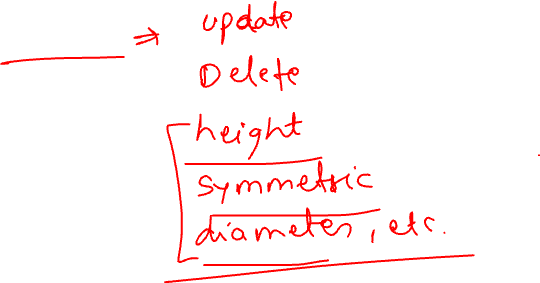 ⇒ update
Delete
height
symmetric
diameter, etc.